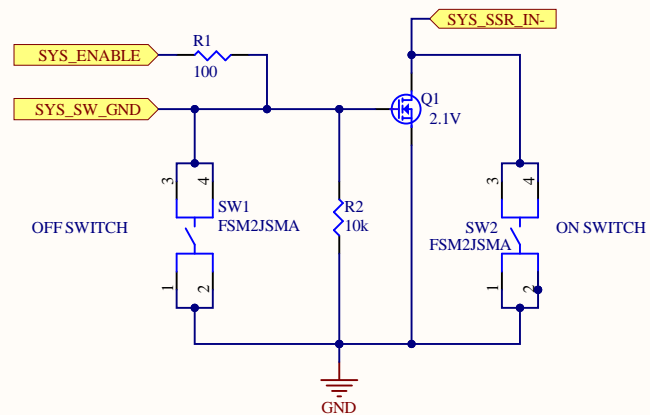 SYS_SSR_IN-
R1
SYS_ENABLE
100
Q1
SYS_SW_GND
2.1V
3
4
3
4
SW1
FSM2JSMA
R2
10k
OFF SWITCH
SW2
FSM2JSMA
ON SWITCH
1
2
1
2
GND